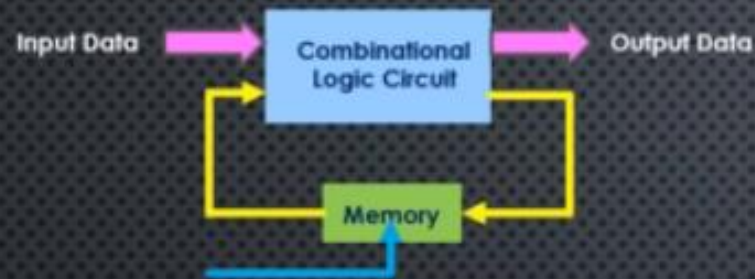 Input Data
Combinational
Logic Circuit
Output Data
Memory